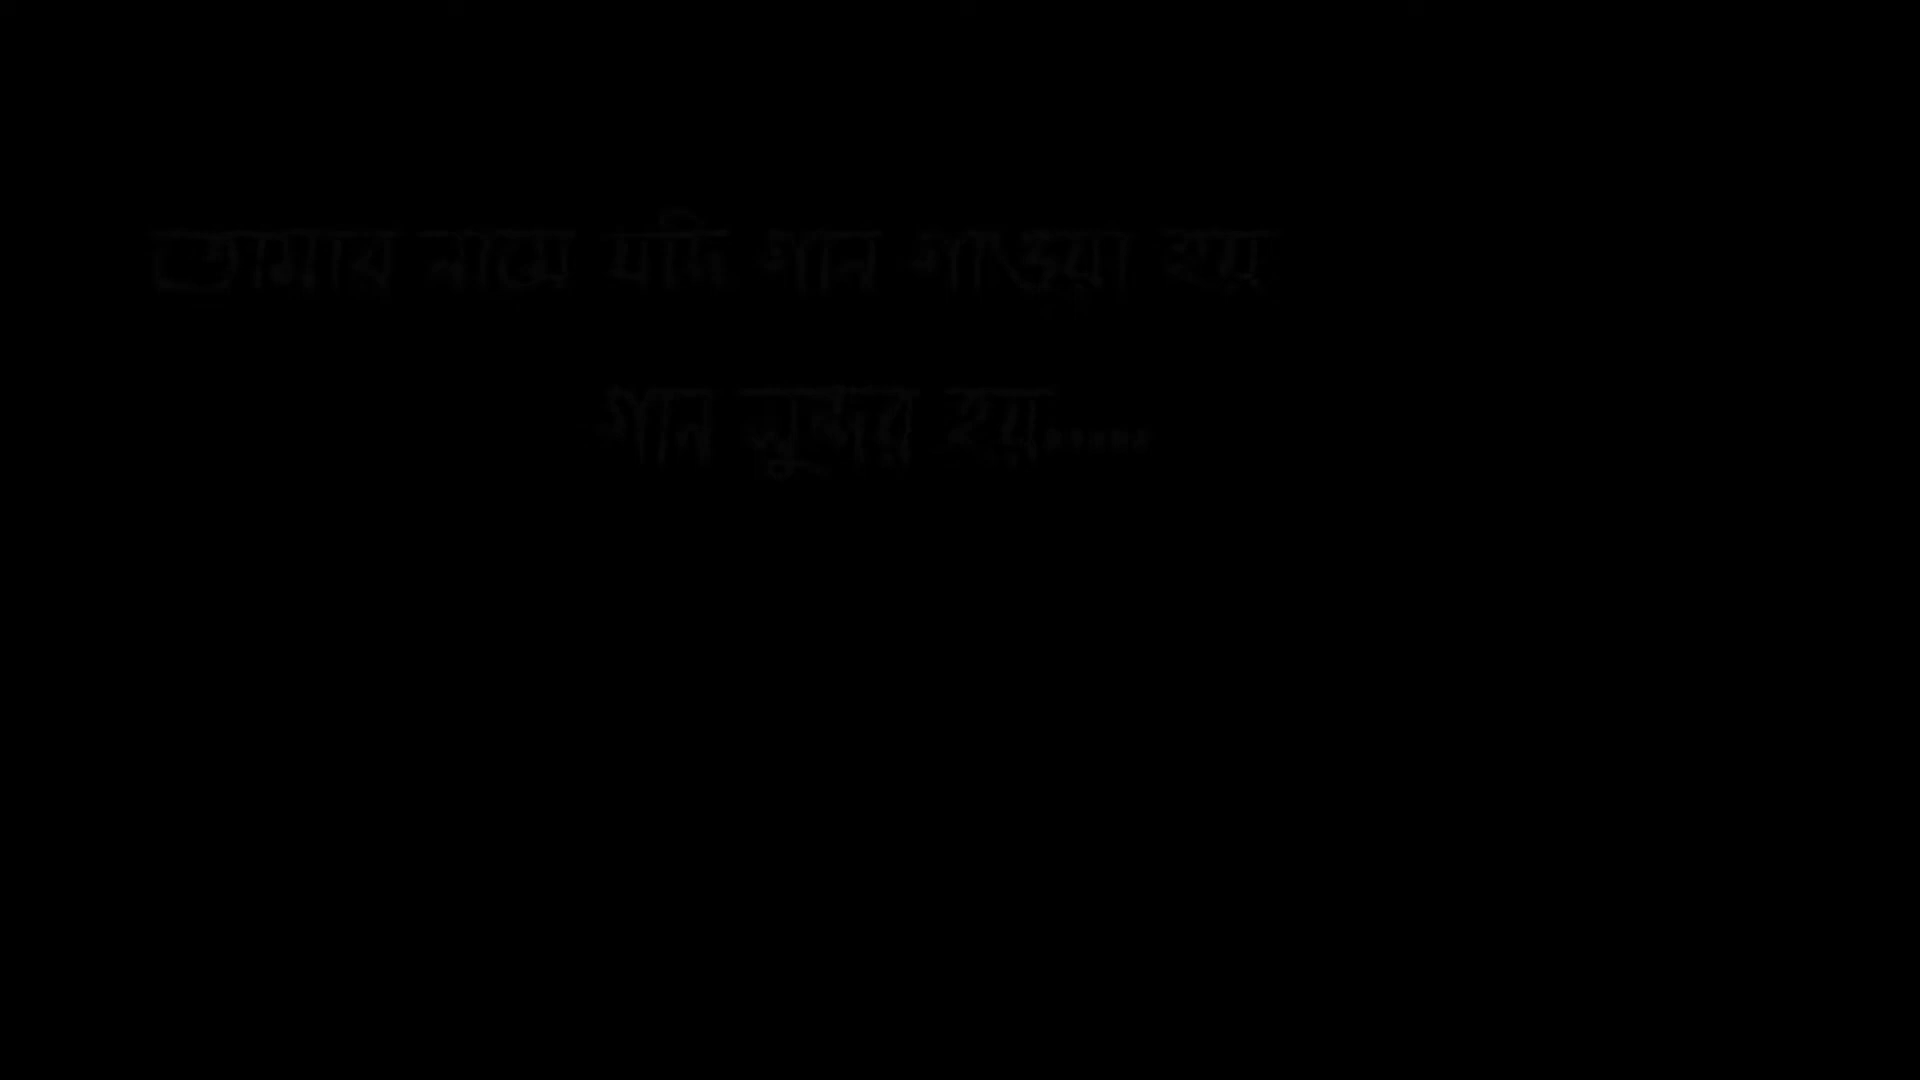 তোমার নামে যদি গান গাওয়া হয়
গান সুন্দর হয়.....